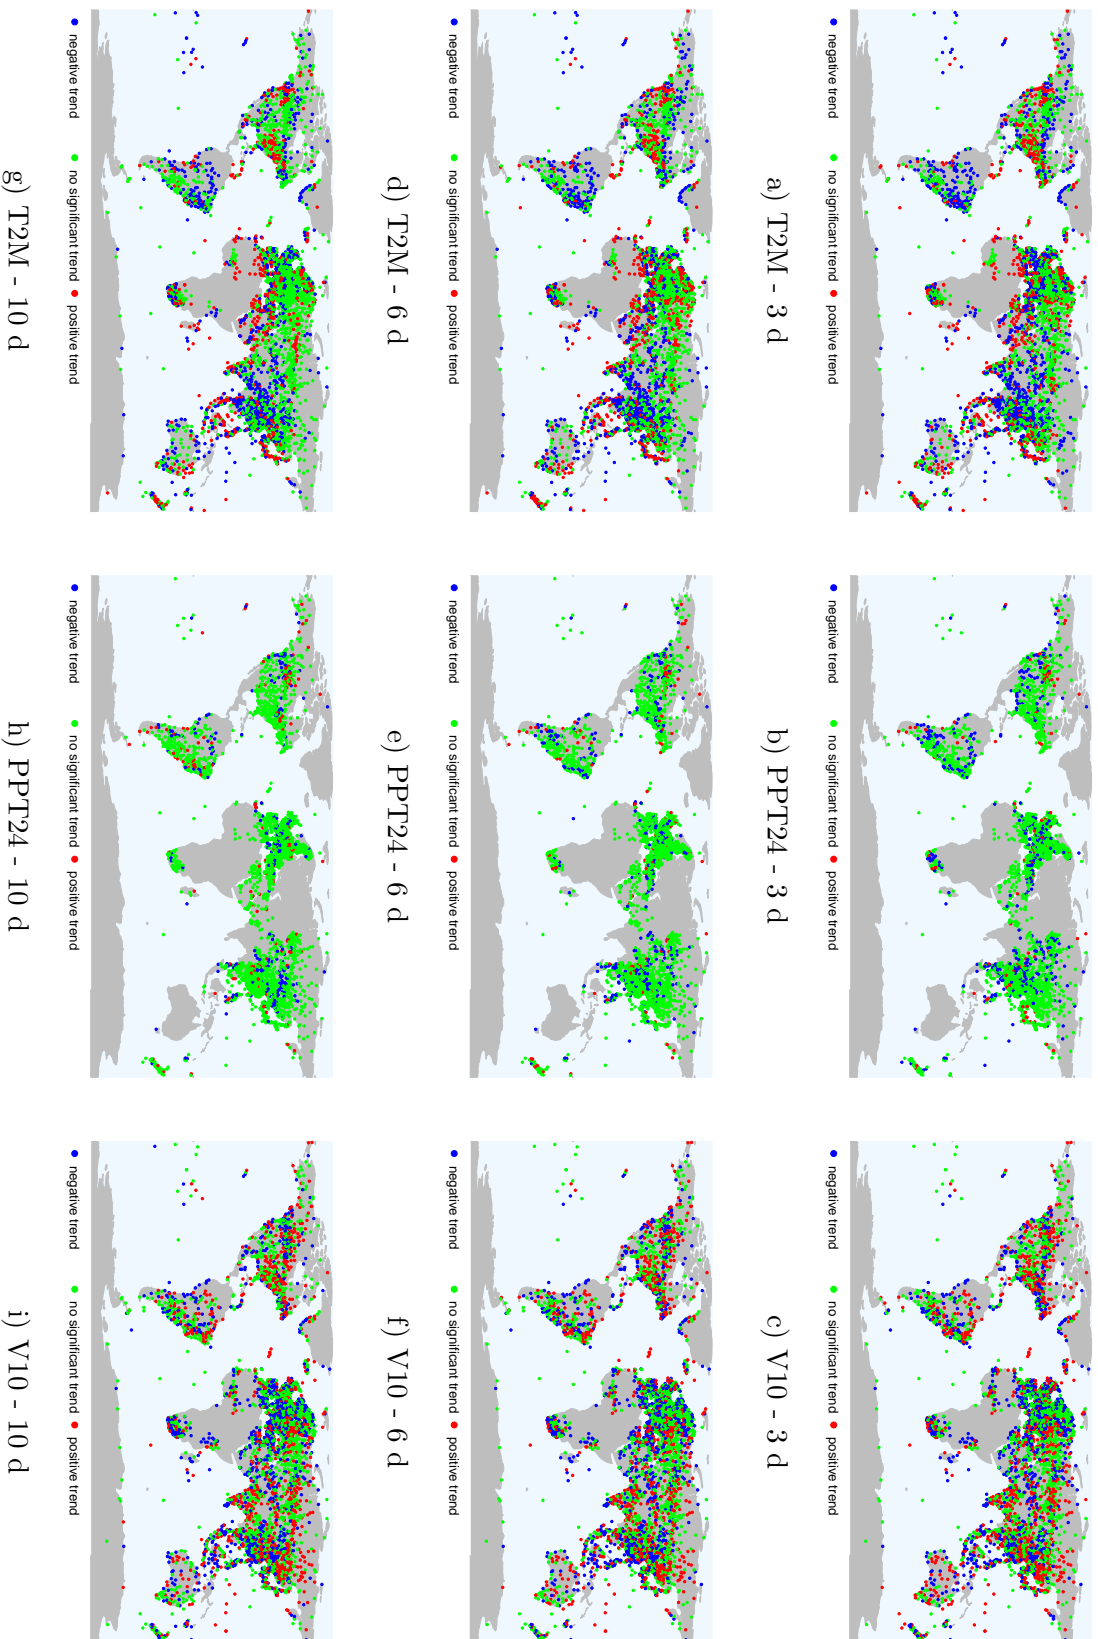 negative trend no significant trend positive trend
a) T2M - 3 d
negative trend no significant trend positive trend
b) PPT24 - 3 d
negative trend no significant trend positive trend
c) V10 - 3 d
negative trend no significant trend positive trend
d) T2M - 6 d
negative trend no significant trend positive trend
e) PPT24 - 6 d
negative trend no significant trend positive trend
f) V10 - 6 d
negative trend no significant trend positive trend
g) T2M - 10 d
negative trend no significant trend positive trend
h) PPT24 - 10 d
negative trend no significant trend positive trend
i) V10 - 10 d